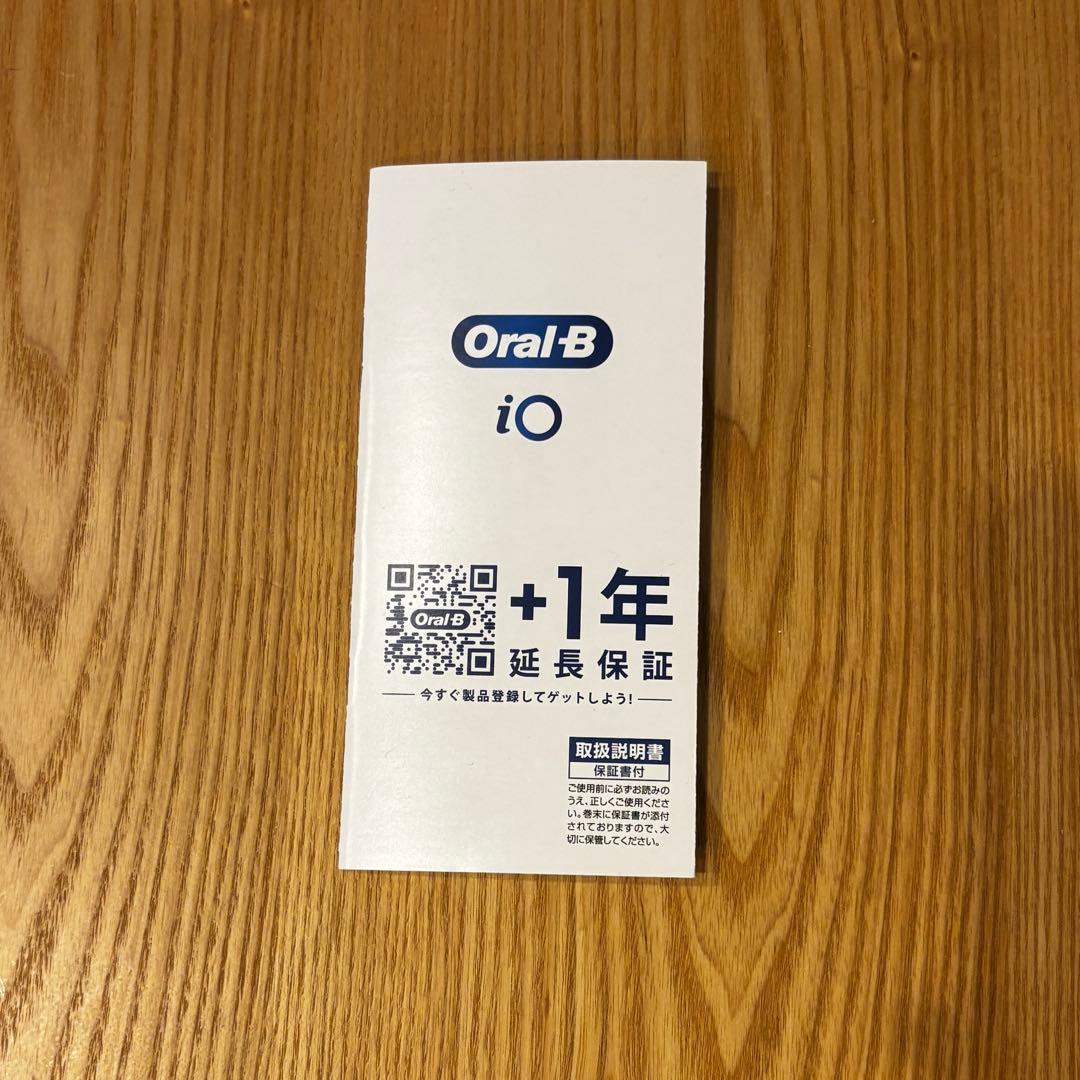 Oral-B
iO
Oral-B
+1年
延長保証
今すぐ製品登録してゲットしよう!
取扱説明書
保証書付
ご使用前に必ずお読みの
うえ、正しくご使用くださ
い。巻末に保証書が添付
されておりますので、大
切に保管してください。